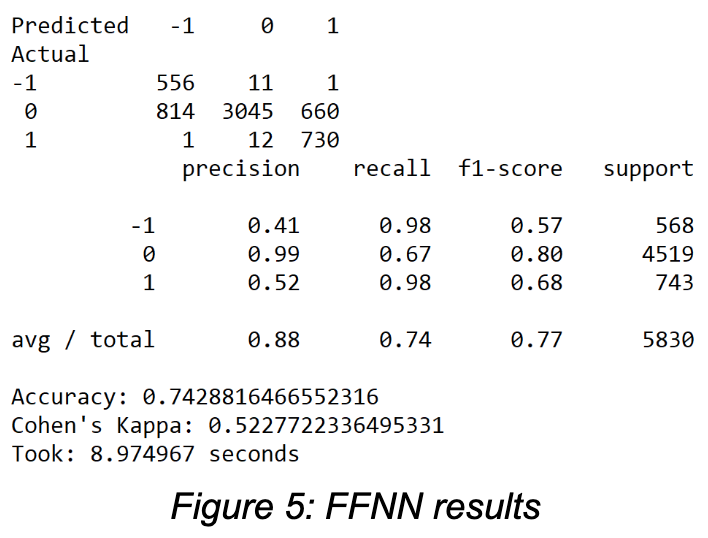 Predicted -1 0 1
Actual
-1 556 11 1
0 814 3045 660
1 1 12 730
precision recall f1-score support
-1 0.41 0.98 0.57 568
0 0.99 0.67 0.80 4519
1 0.52 0.98 0.68 743
avg / total 0.88 0.74 0.77 5830
Accuracy: 0.7428816466552316
Cohen's Kappa: 0.5227722336495331
Took: 8.974967 seconds
Figure 5: FFNN results